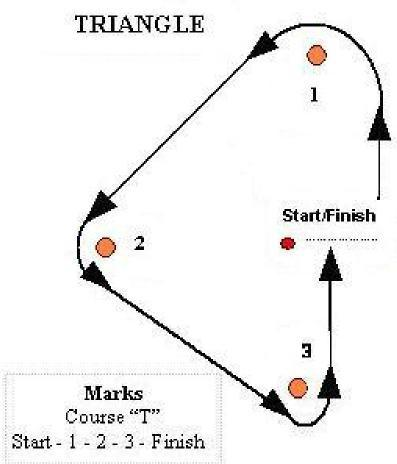 TRIANGLE
1
Start/Finish
2
3
Marks
Course “T”
Start - 1 - 2 - 3 - Finish